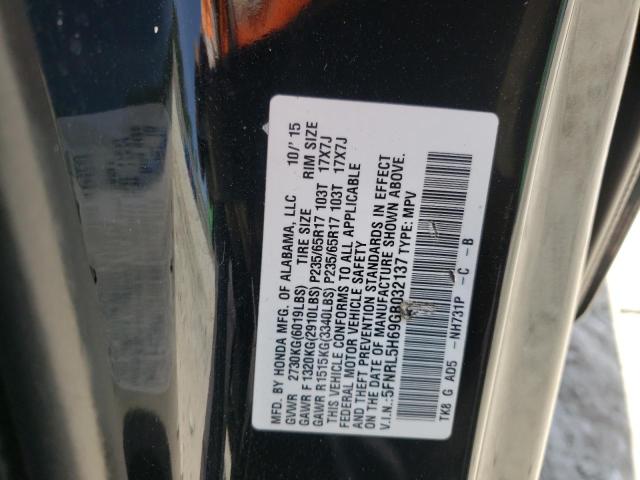 MFG. BY HONDA MFG. OF ALABAMA, LLC 10/'15
GVWR 2730KG(6019LBS) TIRE SIZE RIM SIZE
GAWR F 1320KG(2910LBS) P235/65R17 103T 17X7J
GAWR R1515KG(3340LBS) P235/65R17 103T 17X7J
THIS VEHICLE CONFORMS TO ALL APPLICABLE
FEDERAL MOTOR VEHICLE SAFETY
AND THEFT PREVENTION STANDARDS IN EFFECT
ON THE DATE OF MANUFACTURE SHOWN ABOVE.
V.I.N.:5FNRL5H69GB032137 TYPE: MPV
TK8 G AD5 -NH731P -C -B